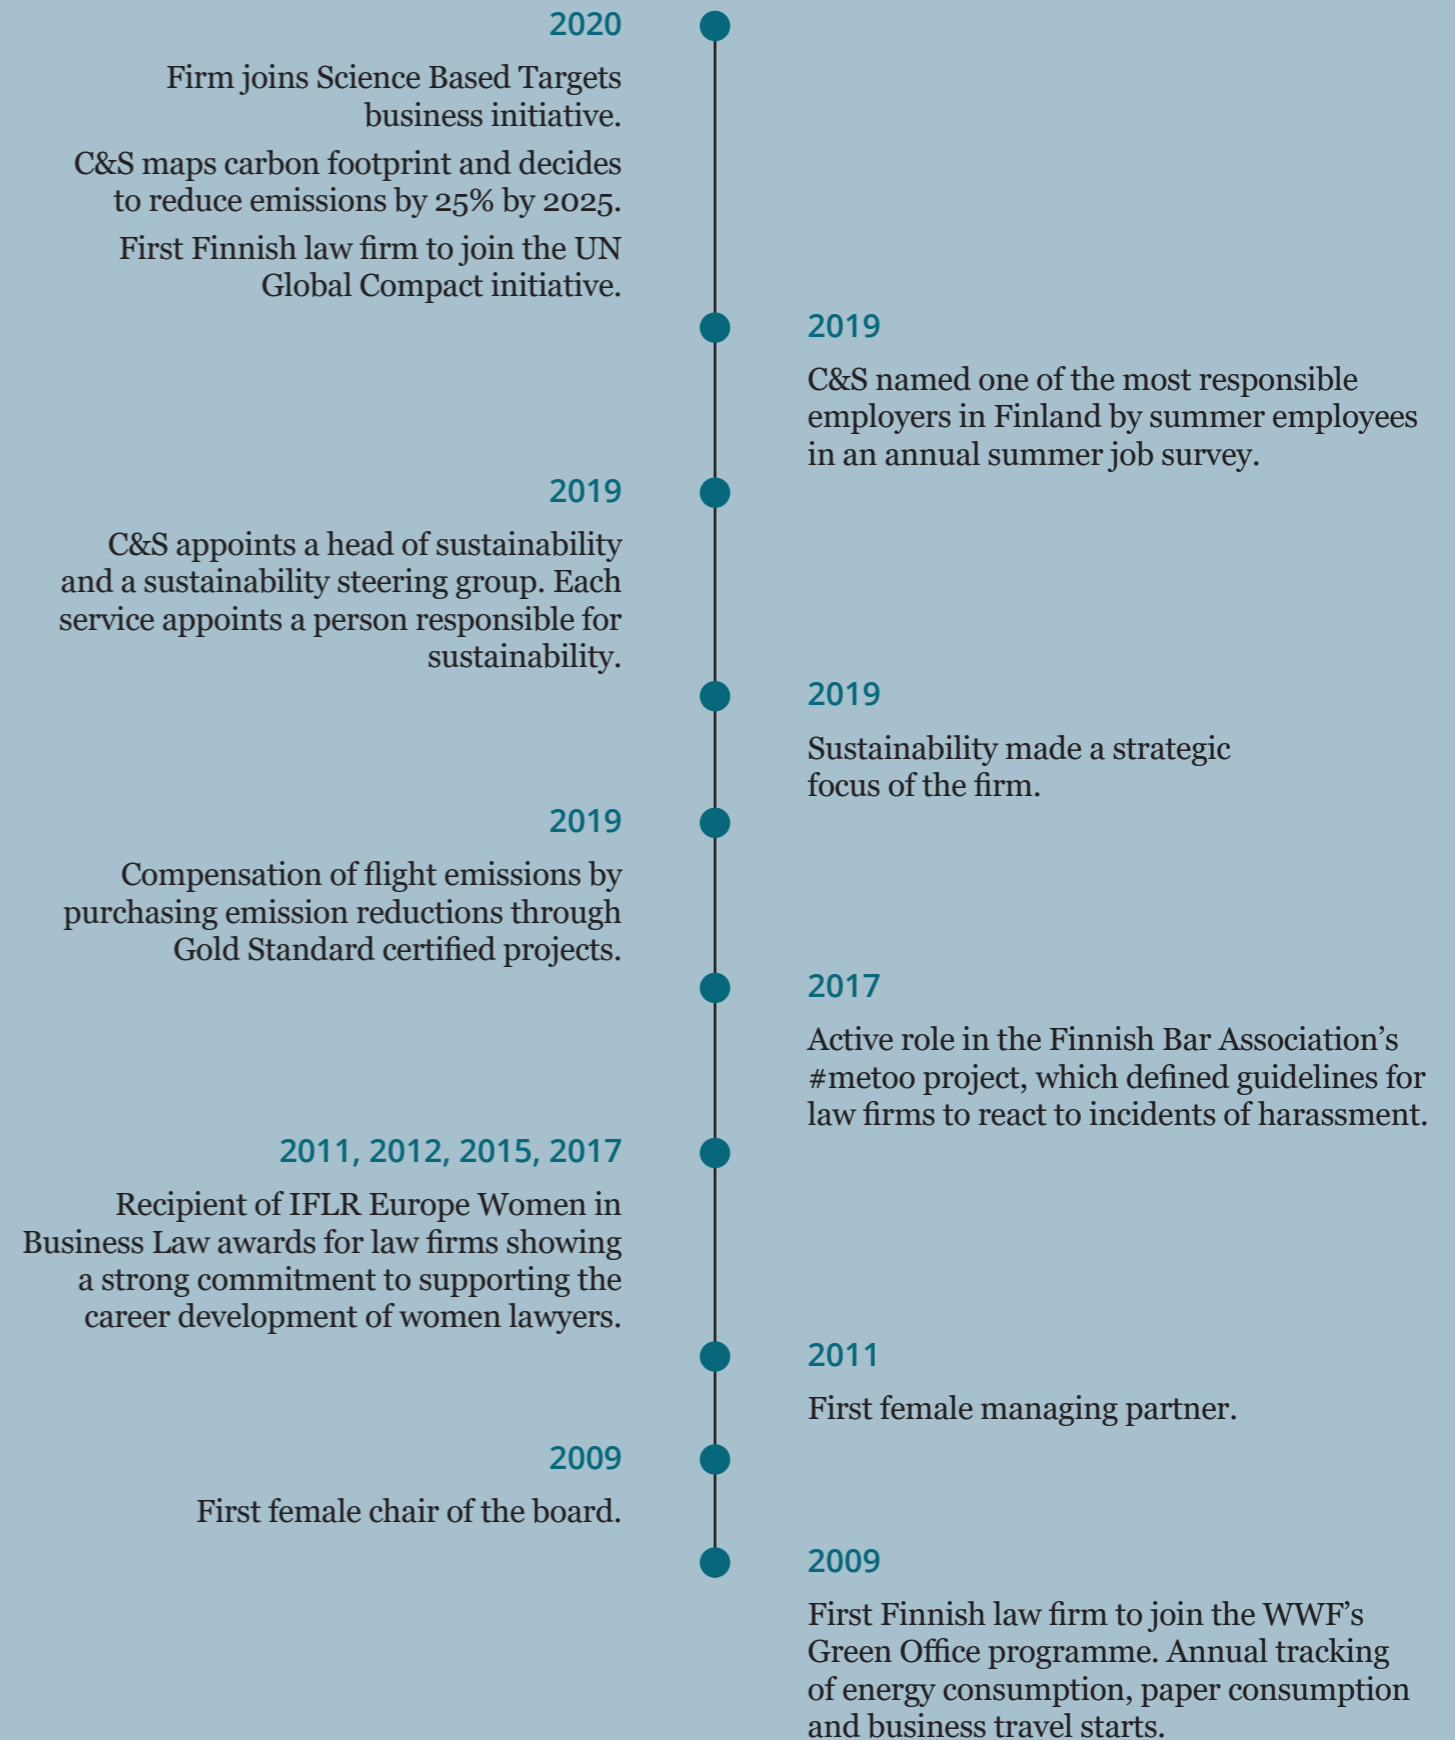 2020
Firm joins Science Based Targets
business initiative.
C&S maps carbon footprint and decides
to reduce emissions by 25% by 2025.
First Finnish law firm to join the UN
Global Compact initiative.
2019
C&S named one of the most responsible
employers in Finland by summer employees
in an annual summer job survey.
2019
C&S appoints a head of sustainability
and a sustainability steering group. Each
service appoints a person responsible for
sustainability.
2019
Sustainability made a strategic
focus of the firm.
2019
Compensation of flight emissions by
purchasing emission reductions through
Gold Standard certified projects.
2017
Active role in the Finnish Bar Association’s
#metoo project, which defined guidelines for
law firms to react to incidents of harassment.
2011, 2012, 2015, 2017
Recipient of IFLR Europe Women in
Business Law awards for law firms showing
a strong commitment to supporting the
career development of women lawyers.
2011
First female managing partner.
2009
First female chair of the board.
2009
First Finnish law firm to join the WWF’s
Green Office programme. Annual tracking
of energy consumption, paper consumption
and business travel starts.